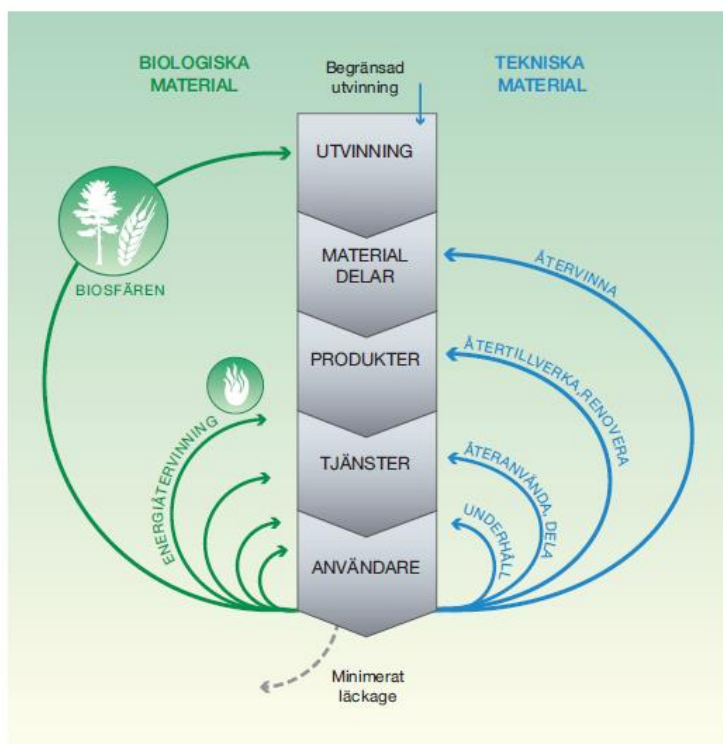 BIOLOGISKA
MATERIAL
Begränsad
utvinning
TEKNISKA
MATERIAL
UTVINNING
MATERIAL
DELAR
ÅTERVINNA
BIOSFÄREN
PRODUKTER
ÅTERTILLVERKA,RENOVERA
ENERGIÅTERVINNING
TJÄNSTER
ÅTERANVÄNDA, DELA
UNDERHÅLL
ANVÄNDARE
Minimerat
läckage